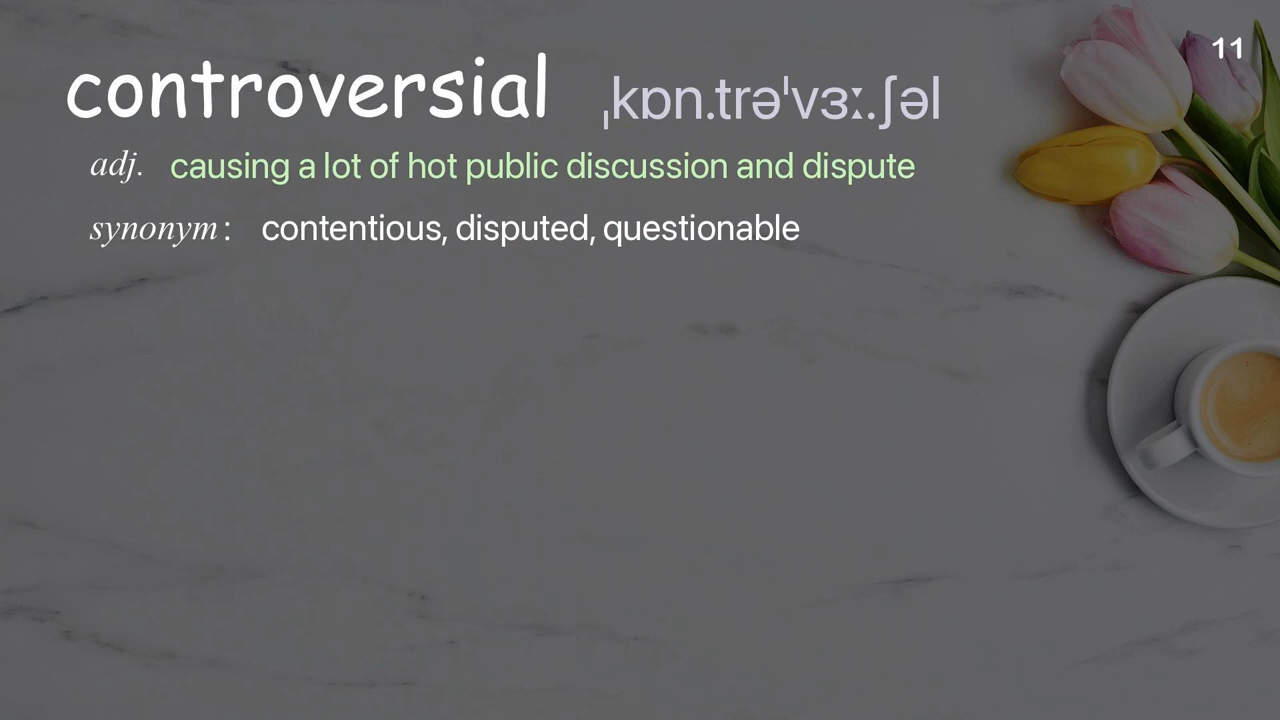 11
controversial ˌkɒn.trəˈvɜː.ʃəl
adj. causing a lot of hot public discussion and dispute
synonym: contentious, disputed, questionable